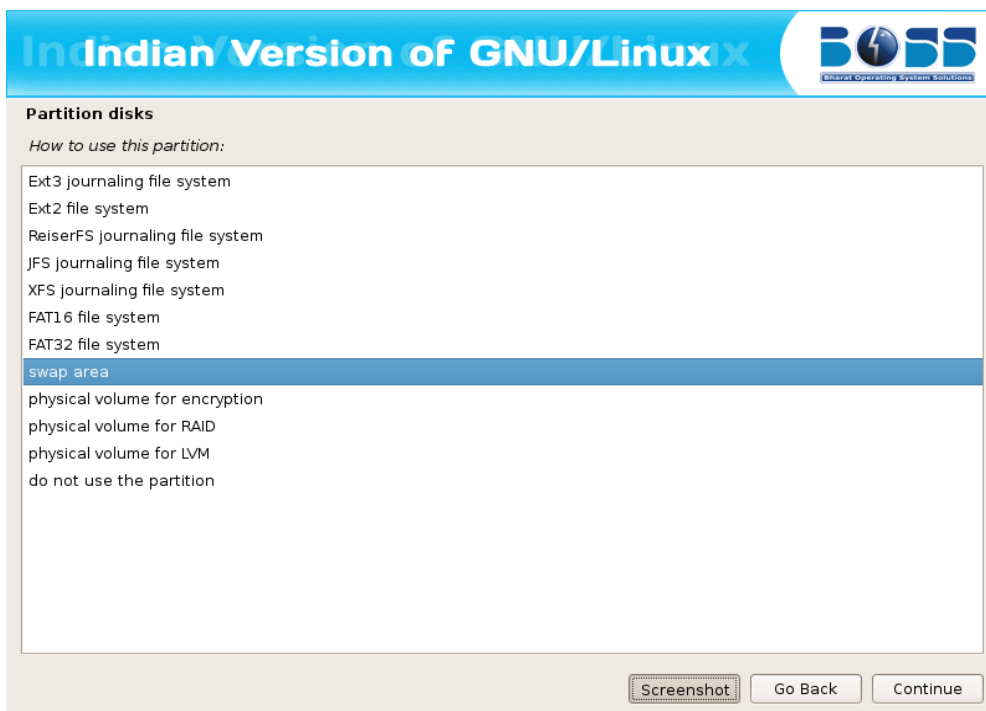 Indian Version of GNU/Linux
BOSS
Bharat Operating System Solutions
Partition disks
How to use this partition:
Ext3 journaling file system
Ext2 file system
ReiserFS journaling file system
JFS journaling file system
XFS journaling file system
FAT16 file system
FAT32 file system
swap area
physical volume for encryption
physical volume for RAID
physical volume for LVM
do not use the partition
Screenshot
Go Back
Continue